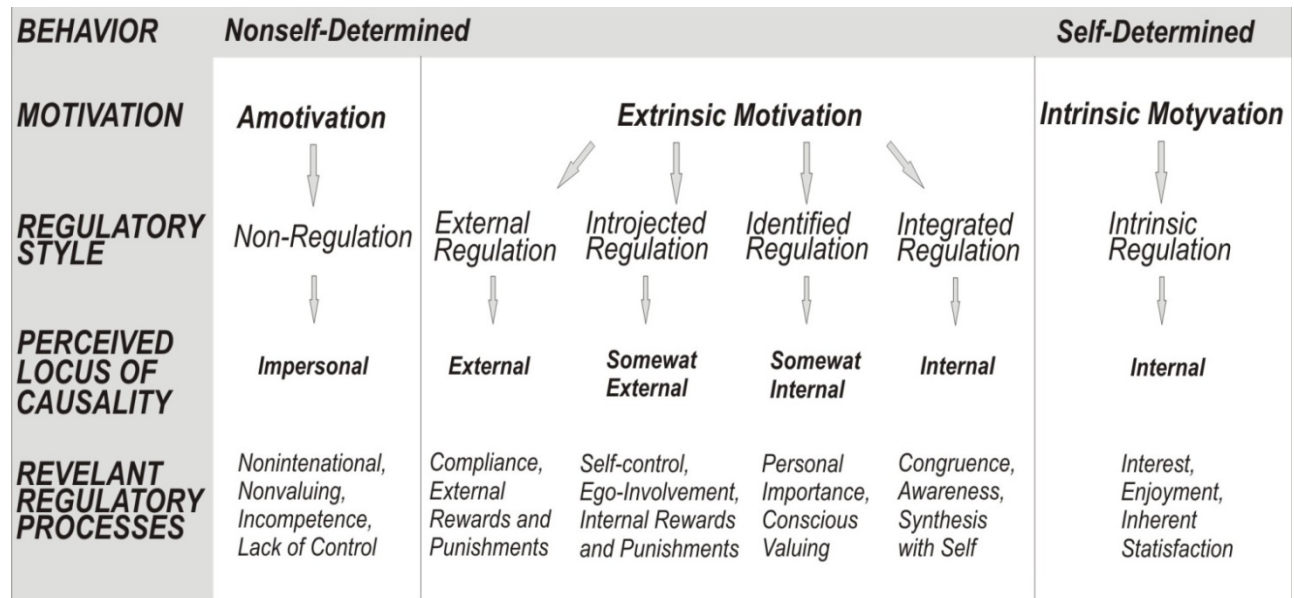 BEHAVIOR
Nonself-Determined
Self-Determined
MOTIVATION
Amotivation
Extrinsic Motivation
Intrinsic Motyvation
REGULATORY
STYLE
Non-Regulation
External
Regulation
Introjected
Regulation
Identified
Regulation
Integrated
Regulation
Intrinsic
Regulation
PERCEIVED
LOCUS OF
CAUSALITY
Impersonal
External
Somewat
External
Somewat
Internal
Internal
Internal
REVELANT
REGULATORY
PROCESSES
Nonintenational,
Nonvaluing,
Incompetence,
Lack of Control
Compliance,
External
Rewards and
Punishments
Self-control,
Ego-Involvement,
Internal Rewards
and Punishments
Personal
Importance,
Conscious
Valuing
Congruence,
Awareness,
Synthesis
with Self
Interest,
Enjoyment,
Inherent
Statisfaction